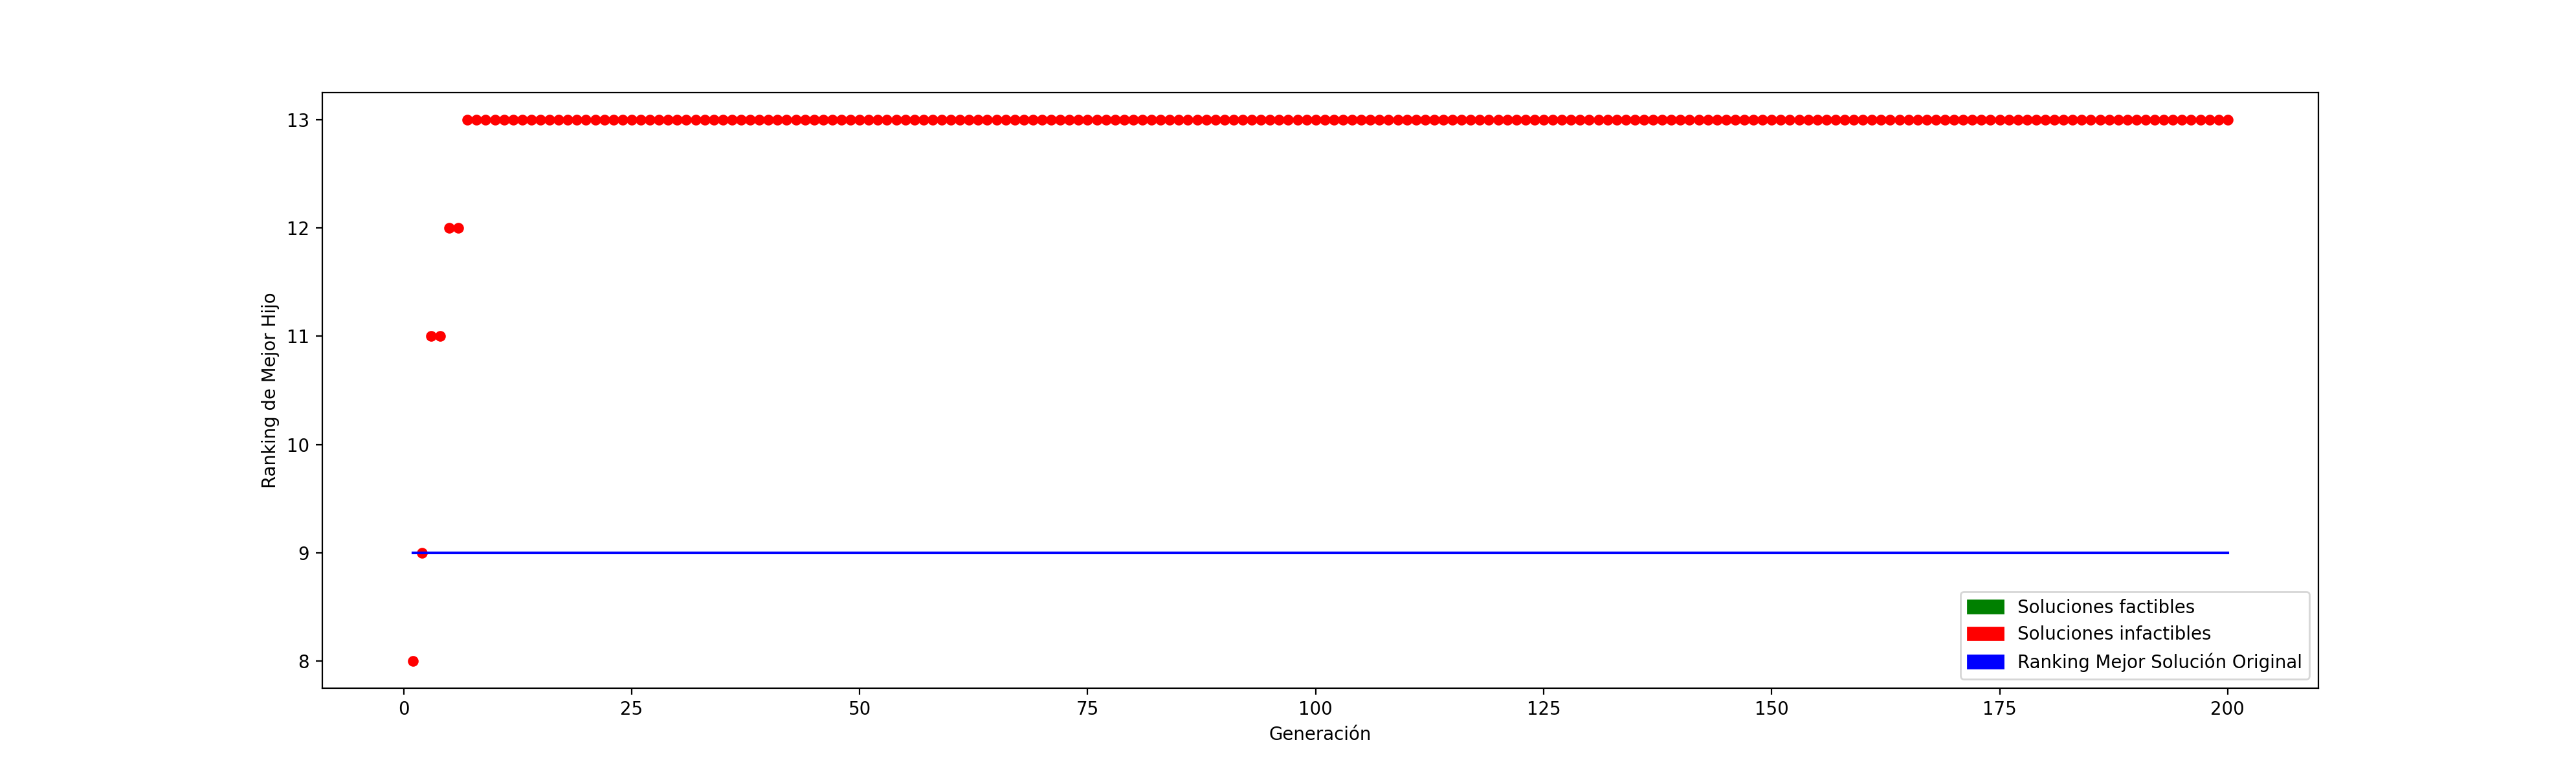 13
12
11
10
9
8
Ranking de Mejor Hijo
0 25 50 75 100 125 150 175 200
Generación
Soluciones factibles
Soluciones infactibles
Ranking Mejor Solución Original